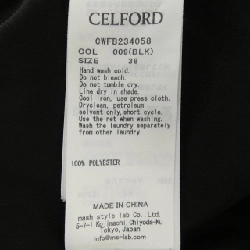 CELFORD
CWFB234058
COL 009(BLK)
SIZE 38
Hand wash cold.
Do not bleach.
Do not tumble dry.
Line dry in shade.
Cool iron, use press cloth.
Dryclean, petroleum
solvent only, short cycle.
Use the net when washing.
Wash the laundry separately
from other laundry
100% POLYESTER
MADE IN CHINA
mash style lab Co., Ltd.
Chiyoda-k
Tokyo, Japan